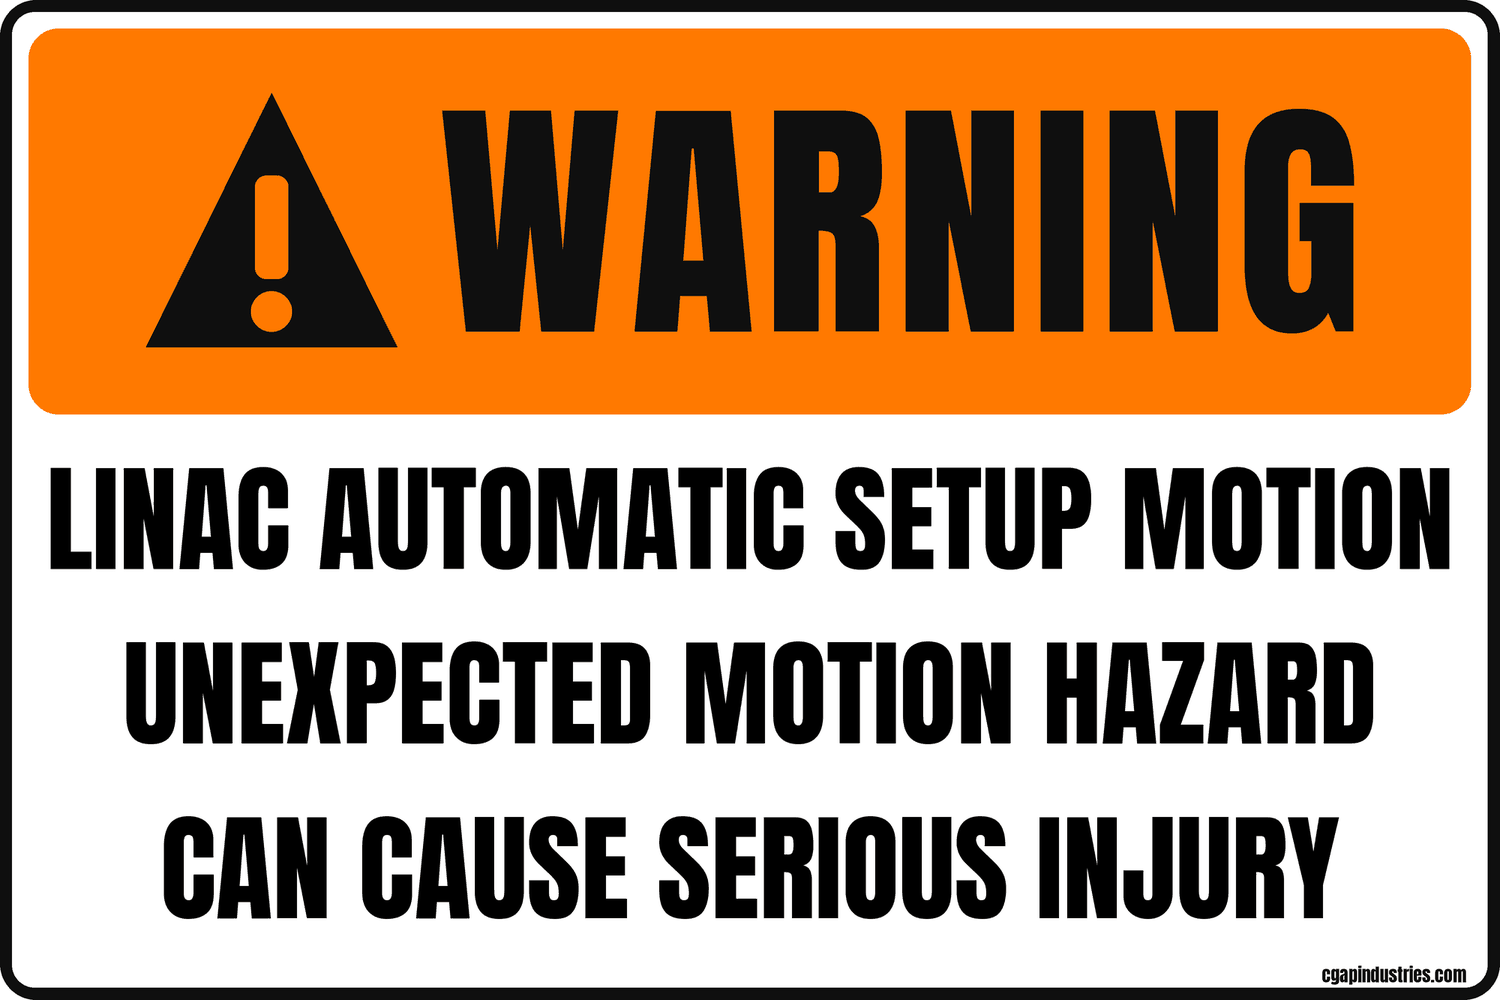 WARNING
LINAC AUTOMATIC SETUP MOTION
UNEXPECTED MOTION HAZARD
CAN CAUSE SERIOUS INJURY
cgapindustries.com